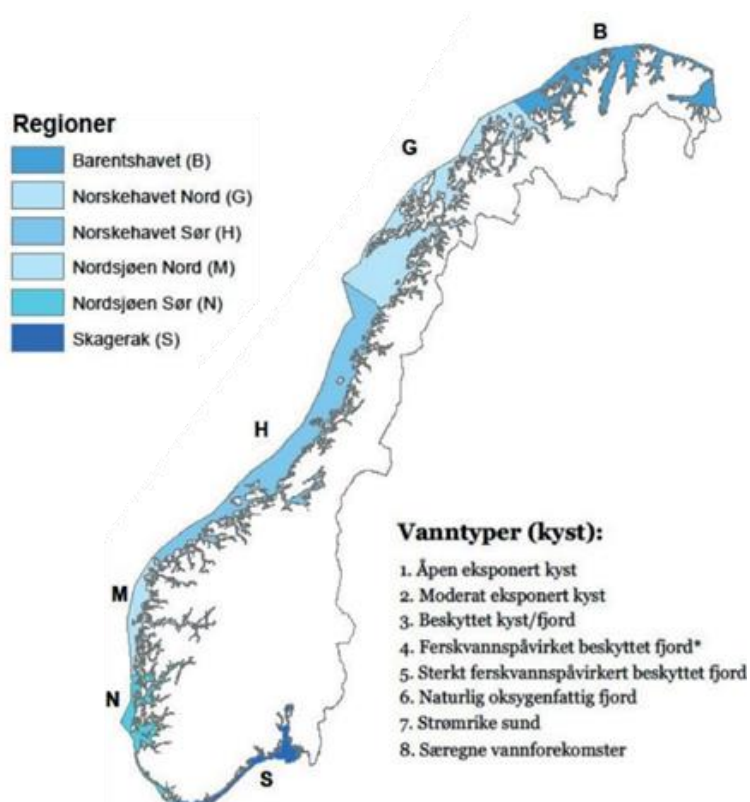 B
Regioner
Barentshavet (B)
Norskehavet Nord (G)
Norskehavet Sør (H)
Nordsjøen Nord (M)
Nordsjøen Sør (N)
Skagerak (S)
G
H
M
N
S
Vanntyper (kyst):
1. Åpen eksponert kyst
2. Moderat eksponert kyst
3. Beskyttet kyst/fjord
4. Ferskvannspåvirket beskyttet fjord*
5. Sterkt ferskvannspåvirkert beskyttet fjord
6. Naturlig oksygenfattig fjord
7. Strømrike sund
8. Særegne vannforekomster